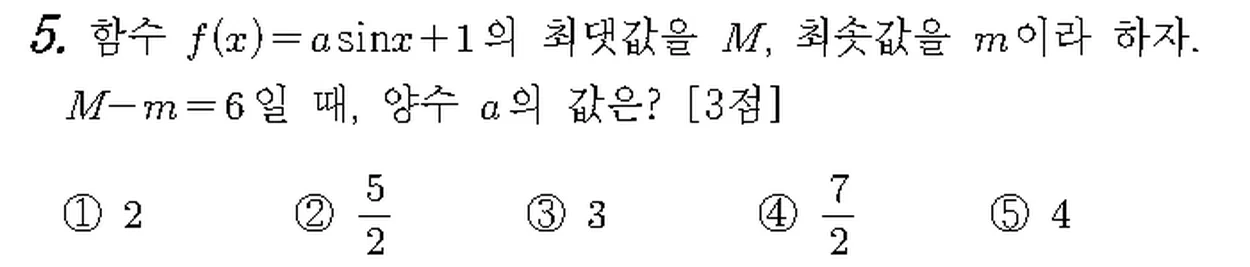 5. 함수 f(x)=asinx+1의 최댓값을 M, 최솟값을 m이라 하자.
M-m=6일 때, 양수 a의 값은? [3점]
① 2 ② 5/2 ③ 3 ④ 7/2 ⑤ 4